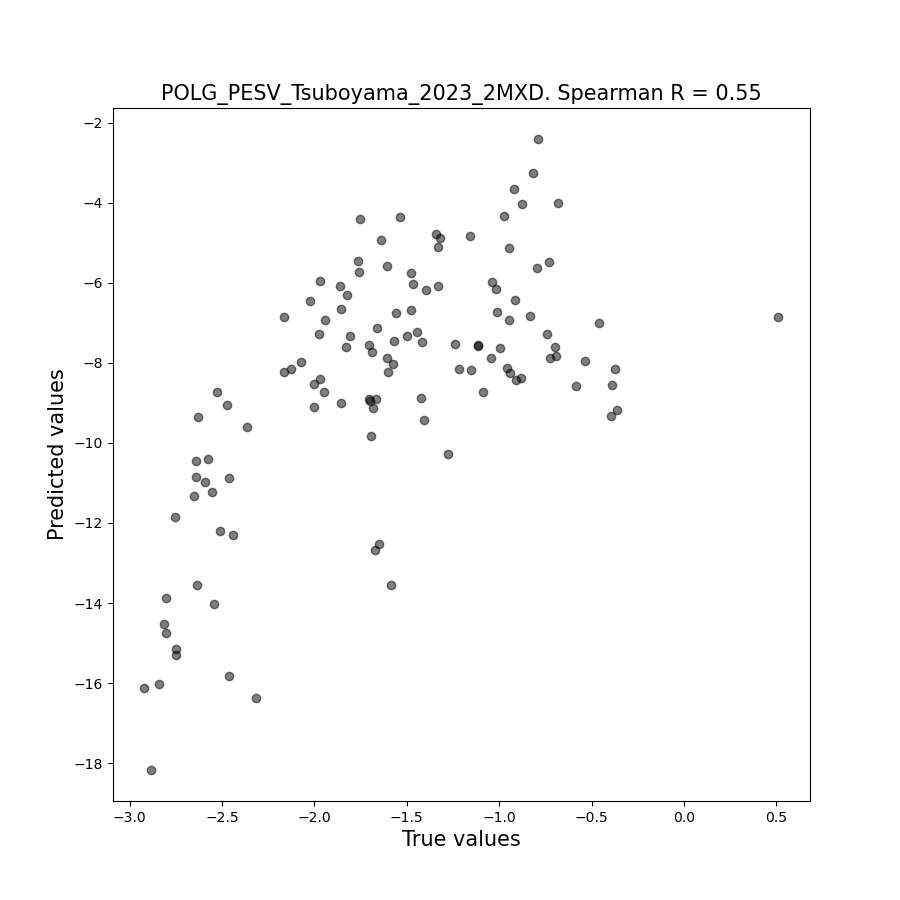 POLG_PESV_Tsuboyama_2023_2MXD. Spearman R = 0.55
−2
−4
−6
−8
−10
−12
−14
−16
−18
Predicted values
−3.0 −2.5 −2.0 −1.5 −1.0 −0.5 0.0 0.5
True values